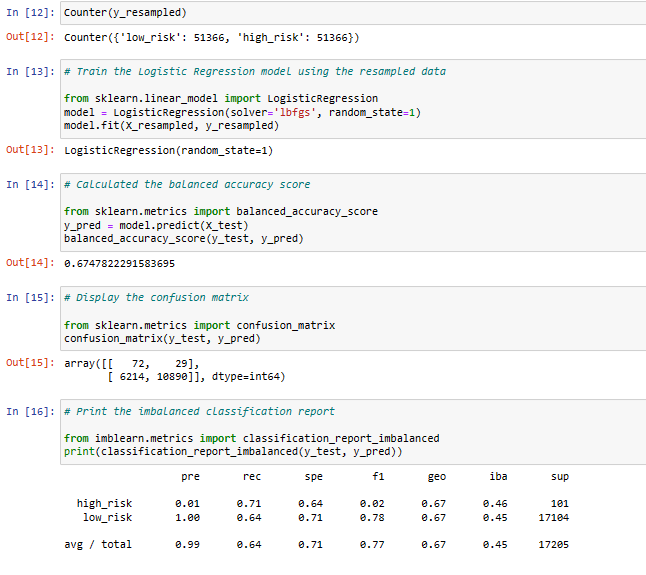 In [12]: Counter(y_resampled)
Out[12]: Counter({'low_risk': 51366, 'high_risk': 51366})
In [13]: # Train the Logistic Regression model using the resampled data
from sklearn.linear_model import LogisticRegression
model = LogisticRegression(solver='lbfgs', random_state=1)
model.fit(X_resampled, y_resampled)
Out[13]: LogisticRegression(random_state=1)
In [14]: # Calculated the balanced accuracy score
from sklearn.metrics import balanced_accuracy_score
y_pred = model.predict(X_test)
balanced_accuracy_score(y_test, y_pred)
Out[14]: 0.6747822291583695
In [15]: # Display the confusion matrix
from sklearn.metrics import confusion_matrix
confusion_matrix(y_test, y_pred)
Out[15]: array([[   72,    29],
       [ 6214, 10890]], dtype=int64)
In [16]: # Print the imbalanced classification report
from imblearn.metrics import classification_report_imbalanced
print(classification_report_imbalanced(y_test, y_pred))
pre rec spe f1 geo iba sup
high_risk 0.01 0.71 0.64 0.02 0.67 0.46 101
low_risk 1.00 0.64 0.71 0.78 0.67 0.45 17104
avg / total 0.99 0.64 0.71 0.77 0.67 0.45 17205